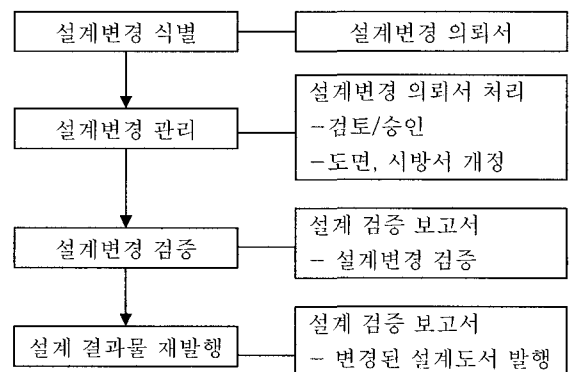 설계변경 식별
설계변경 의뢰서
설계변경 관리
설계변경 의뢰서 처리
-검토/승인
-도면, 시방서 개정
설계변경 검증
설계 검증 보고서
- 설계변경 검증
설계 결과물 재발행
설계 검증 보고서
- 변경된 설계도서 발행